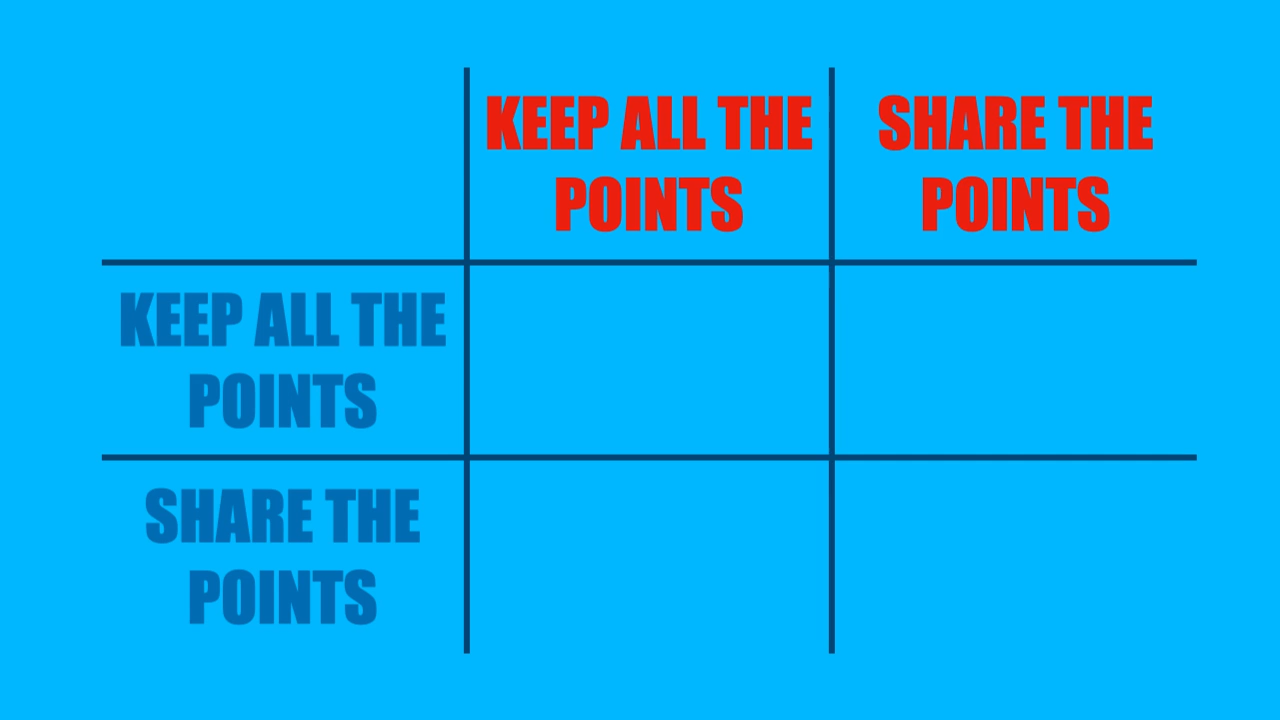 KEEP ALL THE
POINTS
SHARE THE
POINTS
KEEP ALL THE
POINTS
SHARE THE
POINTS